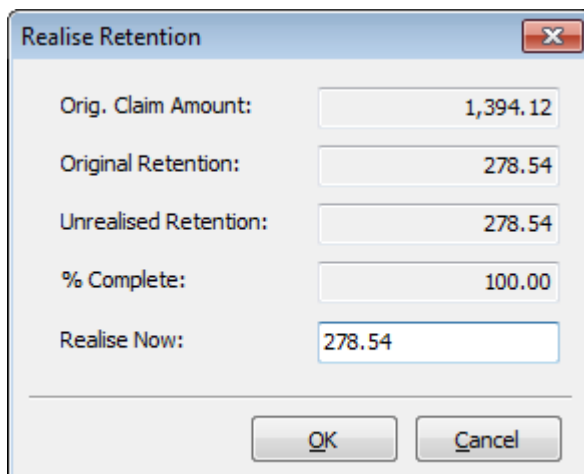 Realise Retention
Orig. Claim Amount: 1,394.12
Original Retention: 278.54
Unrealised Retention: 278.54
% Complete: 100.00
Realise Now: 278.54
OK Cancel